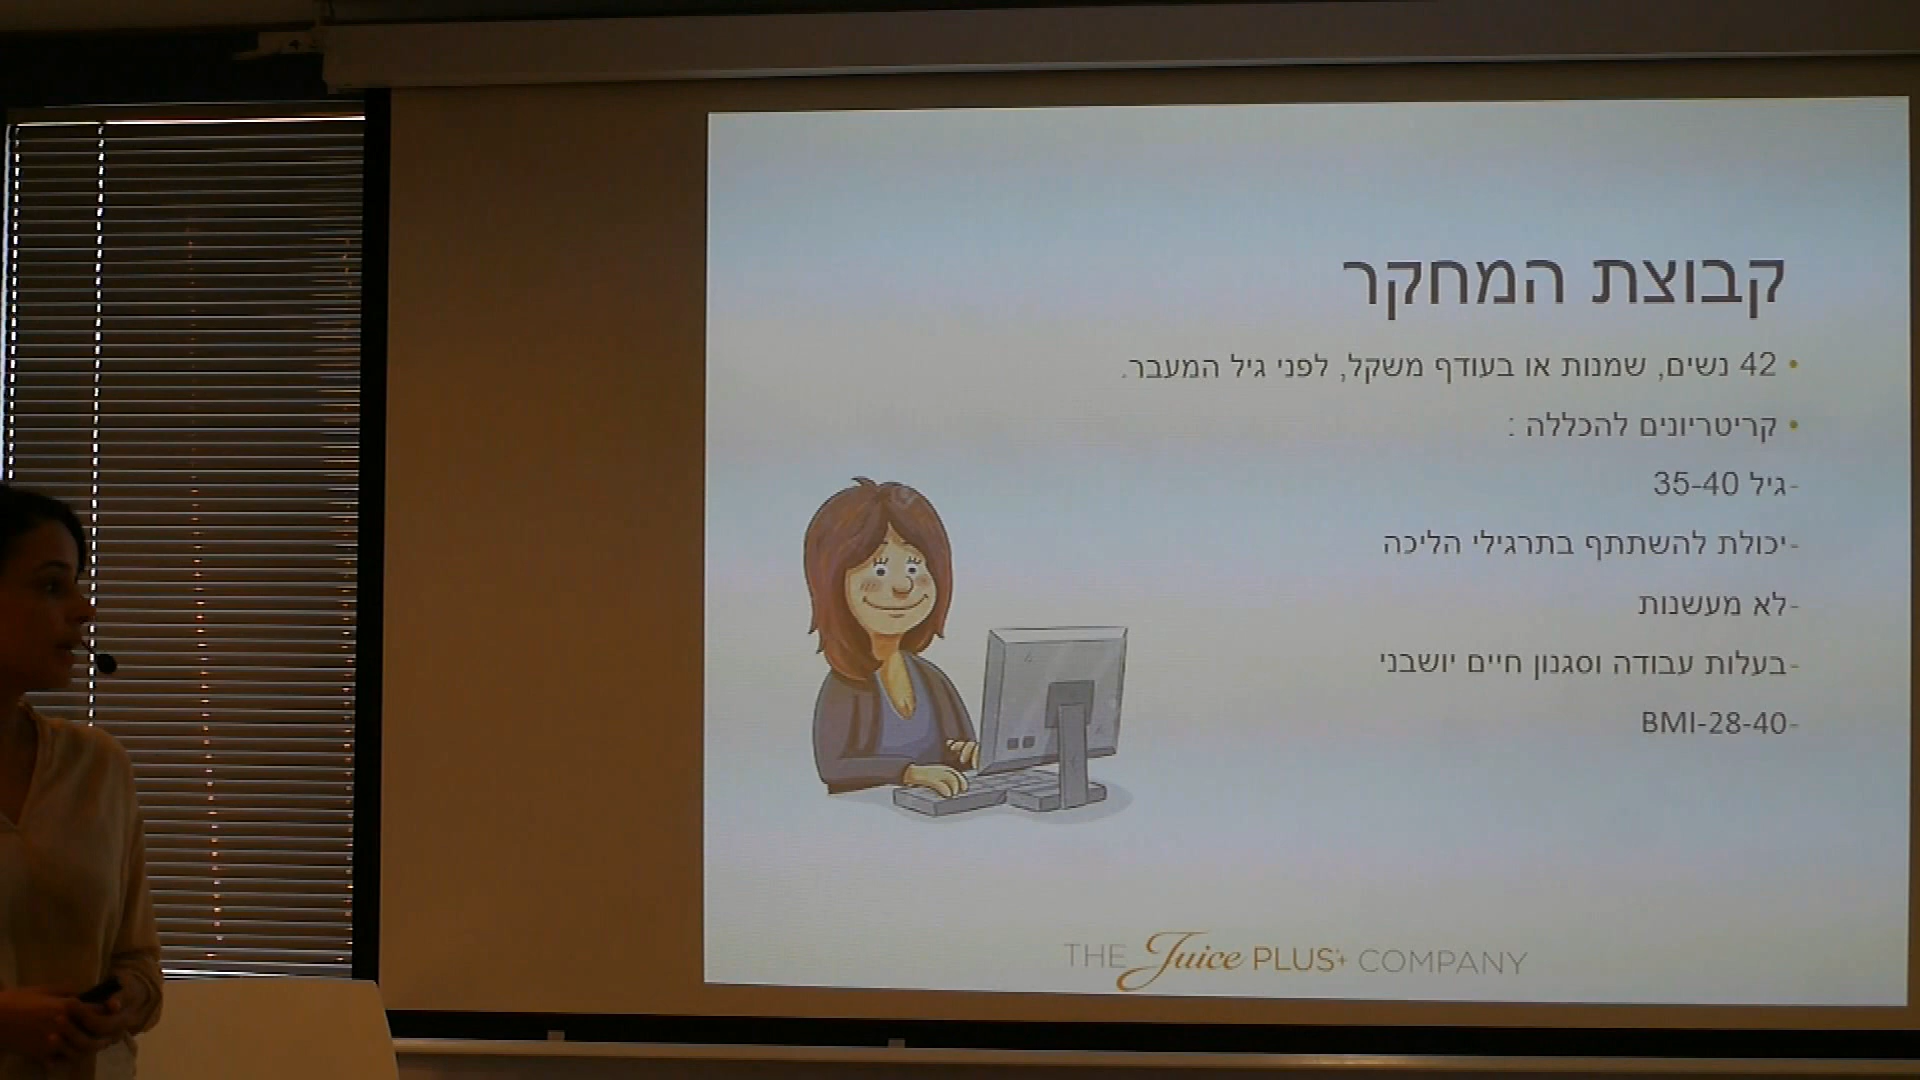 קבוצת המחקר
• 42 נשים, שמנות או בעודף משקל, לפני גיל המעבר.
• קריטריונים להכללה :
-גיל 35-40
-יכולת להשתתף בתרגילי הליכה
-לא מעשנות
-בעלות עבודה וסגנון חיים יושבני
-BMI-28-40
THE Juice PLUS+ COMPANY